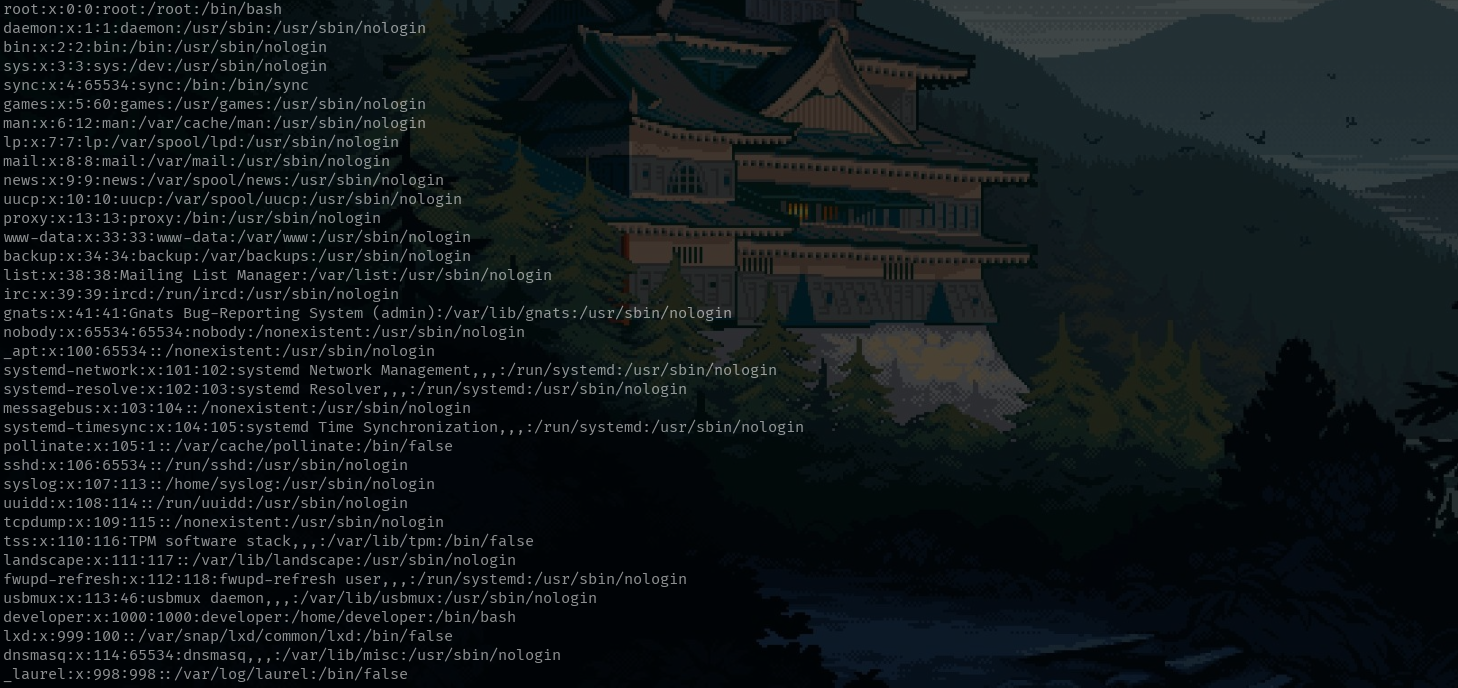 root:x:0:0:root:/root:/bin/bash
daemon:x:1:1:daemon:/usr/sbin:/usr/sbin/nologin
bin:x:2:2:bin:/bin:/usr/sbin/nologin
sys:x:3:3:sys:/dev:/usr/sbin/nologin
sync:x:4:65534:sync:/bin:/bin/sync
games:x:5:60:games:/usr/games:/usr/sbin/nologin
man:x:6:12:man:/var/cache/man:/usr/sbin/nologin
lp:x:7:7:lp:/var/spool/lpd:/usr/sbin/nologin
mail:x:8:8:mail:/var/mail:/usr/sbin/nologin
news:x:9:9:news:/var/spool/news:/usr/sbin/nologin
uucp:x:10:10:uucp:/var/spool/uucp:/usr/sbin/nologin
proxy:x:13:13:proxy:/bin:/usr/sbin/nologin
www-data:x:33:33:www-data:/var/www:/usr/sbin/nologin
backup:x:34:34:backup:/var/backups:/usr/sbin/nologin
list:x:38:38:Mailing List Manager:/var/list:/usr/sbin/nologin
irc:x:39:39:ircd:/run/ircd:/usr/sbin/nologin
gnats:x:41:41:Gnats Bug-Reporting System (admin):/var/lib/gnats:/usr/sbin/nologin
nobody:x:65534:65534:nobody:/nonexistent:/usr/sbin/nologin
_apt:x:100:65534::/nonexistent:/usr/sbin/nologin
systemd-network:x:101:102:systemd Network Management,,,:/run/systemd:/usr/sbin/nologin
systemd-resolve:x:102:103:systemd Resolver,,,:/run/systemd:/usr/sbin/nologin
messagebus:x:103:104::/nonexistent:/usr/sbin/nologin
systemd-timesync:x:104:105:systemd Time Synchronization,,,:/run/systemd:/usr/sbin/nologin
pollinate:x:105:1::/var/cache/pollinate:/bin/false
sshd:x:106:65534::/run/sshd:/usr/sbin/nologin
syslog:x:107:113::/home/syslog:/usr/sbin/nologin
uuidd:x:108:114::/run/uuidd:/usr/sbin/nologin
tcpdump:x:109:115::/nonexistent:/usr/sbin/nologin
tss:x:110:116:TPM software stack,,,:/var/lib/tpm:/bin/false
landscape:x:111:117::/var/lib/landscape:/usr/sbin/nologin
fwupd-refresh:x:112:118:fwupd-refresh user,,,:/run/systemd:/usr/sbin/nologin
usbmux:x:113:46:usbmux daemon,,,:/var/lib/usbmux:/usr/sbin/nologin
developer:x:1000:1000:developer:/home/developer:/bin/bash
lxd:x:999:100::/var/snap/lxd/common/lxd:/bin/false
dnsmasq:x:114:65534:dnsmasq,,,:/var/lib/misc:/usr/sbin/nologin
_laurel:x:998:998::/var/log/laurel:/bin/false